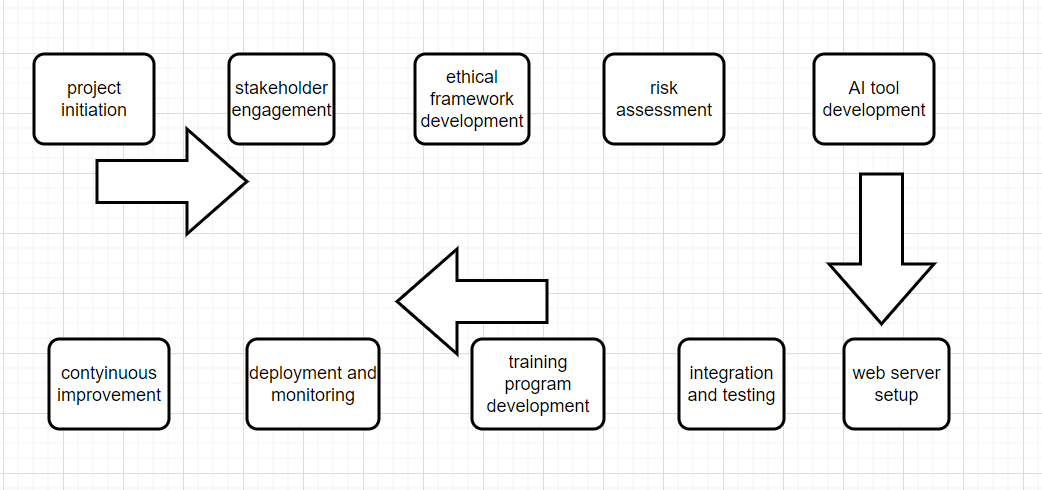 project
initiation
stakeholder
engagement
ethical
framework
development
risk
assessment
AI tool
development
contyinuous
improvement
deployment and
monitoring
training
program
development
integration
and testing
web server
setup